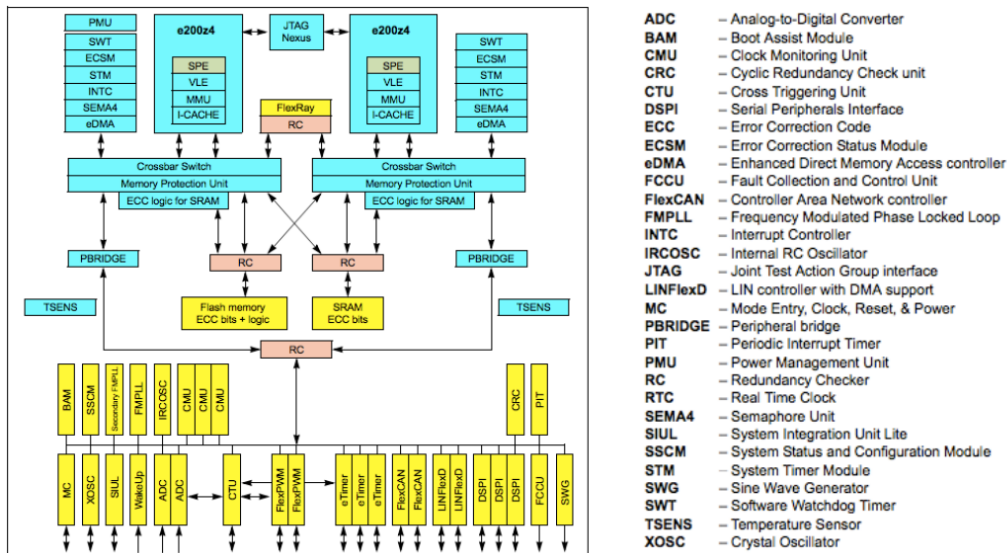 PMU
SWT
ECSM
STM
INTC
SEMA4
eDMA
e200z4
SPE
VLE
MMU
I-CACHE
JTAG
Nexus
FlexRay
RC
e200z4
SPE
VLE
MMU
I-CACHE
SWT
ECSM
STM
INTC
SEMA4
eDMA
Crossbar Switch
Memory Protection Unit
ECC logic for SRAM
Crossbar Switch
Memory Protection Unit
ECC logic for SRAM
PBRIDGE
RC
RC
PBRIDGE
TSENS
Flash memory
ECC bits + logic
SRAM
ECC bits
TSENS
RC
BAM
SSCM
Secondary FMPLL
FMPLL
IRCOSC
CMU
CMU
CMU
CRC
PIT
MC
XOSC
SIUL
WakeUp
ADC
ADC
CTU
FlexPWM
FlexPWM
eTimer
eTimer
eTimer
FlexCAN
FlexCAN
LINFlexD
LINFlexD
DSPI
DSPI
DSPI
FCCU
SWG
ADC – Analog-to-Digital Converter
BAM – Boot Assist Module
CMU – Clock Monitoring Unit
CRC – Cyclic Redundancy Check unit
CTU – Cross Triggering Unit
DSPI – Serial Peripherals Interface
ECC – Error Correction Code
ECSM – Error Correction Status Module
eDMA – Enhanced Direct Memory Access controller
FCCU – Fault Collection and Control Unit
FlexCAN – Controller Area Network controller
FMPLL – Frequency Modulated Phase Locked Loop
INTC – Interrupt Controller
IRCOSC – Internal RC Oscillator
JTAG – Joint Test Action Group interface
LINFlexD – LIN controller with DMA support
MC – Mode Entry, Clock, Reset, & Power
PBRIDGE – Peripheral bridge
PIT – Periodic Interrupt Timer
PMU – Power Management Unit
RC – Redundancy Checker
RTC – Real Time Clock
SEMA4 – Semaphore Unit
SIUL – System Integration Unit Lite
SSCM – System Status and Configuration Module
STM – System Timer Module
SWG – Sine Wave Generator
SWT – Software Watchdog Timer
TSENS – Temperature Sensor
XOSC – Crystal Oscillator